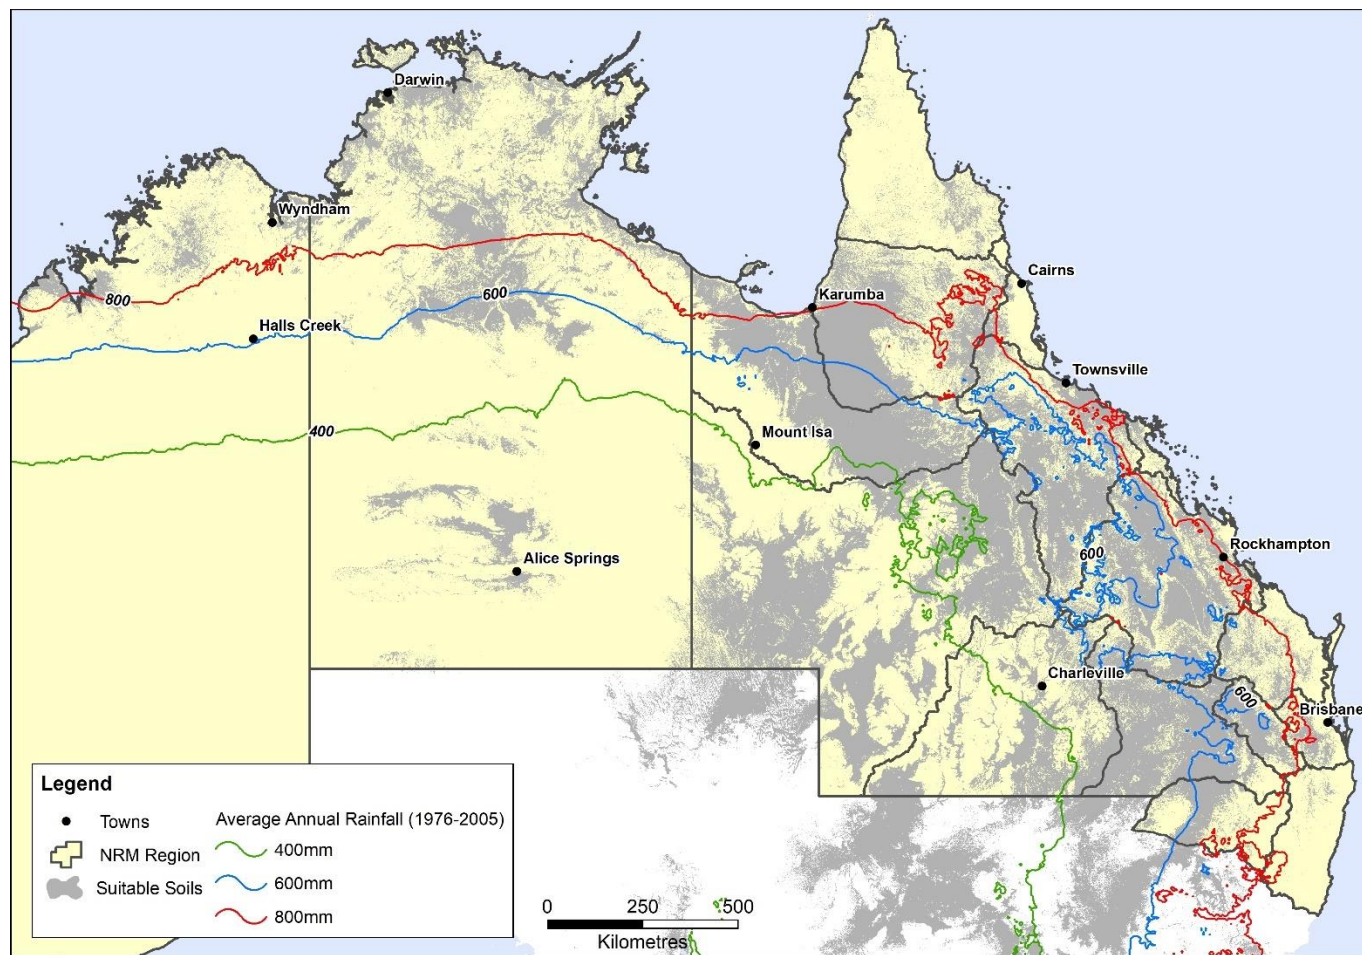 Darwin
Wyndham
Cairns
800
600
Karumba
Halls Creek
Townsville
400
Mount Isa
Rockhampton
600
Alice Springs
Charleville
600
Brisbane
Legend
Towns
Average Annual Rainfall (1976-2005)
NRM Region
400mm
Suitable Soils
600mm
800mm
0 250 500
Kilometres